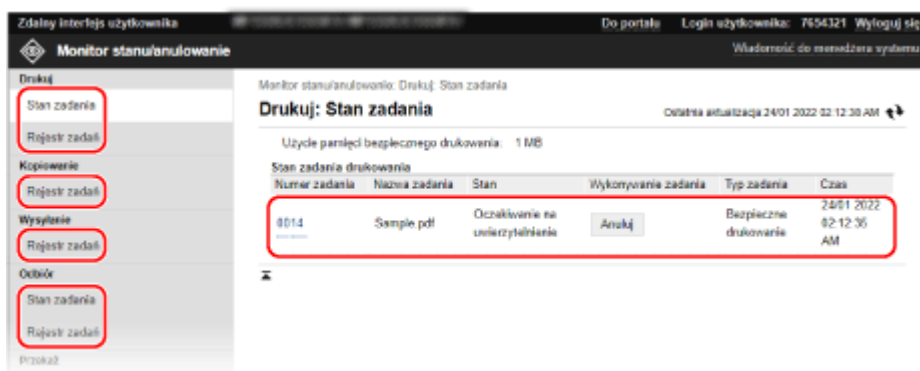 Zdalny interfejs użytkownika
Do portalu Login użytkownika: 7654321 Wyloguj się
Monitor stanu/anulowanie
Wiadomość do menedżera systemu
Drukuj
Stan zadania
Rejestr zadań
Kopiowanie
Rejestr zadań
Wysyłanie
Rejestr zadań
Odbiór
Stan zadania
Rejestr zadań
Przekaż
Monitor stanu/anulowanie: Drukuj: Stan zadania
Drukuj: Stan zadania
Ostatnia aktualizacja 24/01 2022 02:12:38 AM
Użycie pamięci bezpiecznego drukowania: 1 MB
Stan zadania drukowania
Numer zadania Nazwa zadania Stan Wykonywanie zadania Typ zadania Czas
0014 Sample.pdf Oczekiwanie na uwierzytelnienie Anuluj Bezpieczne drukowanie 24/01 2022 02:12:36 AM